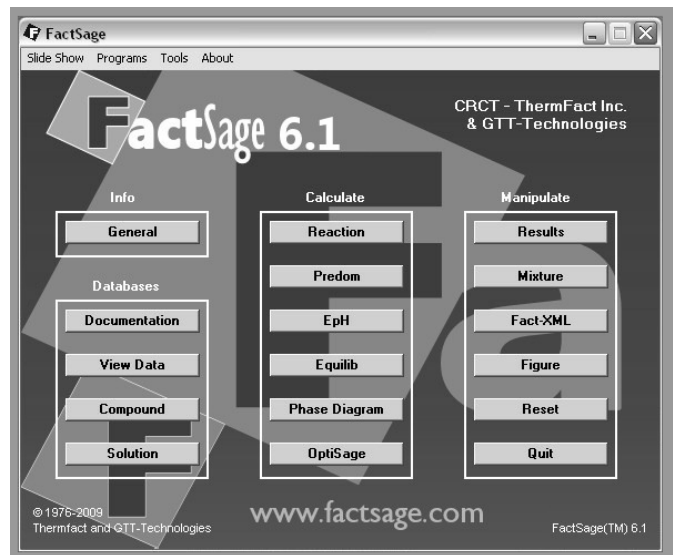 FactSage
Slide Show Programs Tools About
FactSage 6.1
CRCT - ThermFact Inc.
& GTT-Technologies
Info
General
Databases
Documentation
View Data
Compound
Solution
Calculate
Reaction
Predom
EpH
Equilib
Phase Diagram
OptiSage
Manipulate
Results
Mixture
Fact-XML
Figure
Reset
Quit
©1976-2009
Thermfact and GTT-Technologies
www.factsage.com
FactSage(TM) 6.1